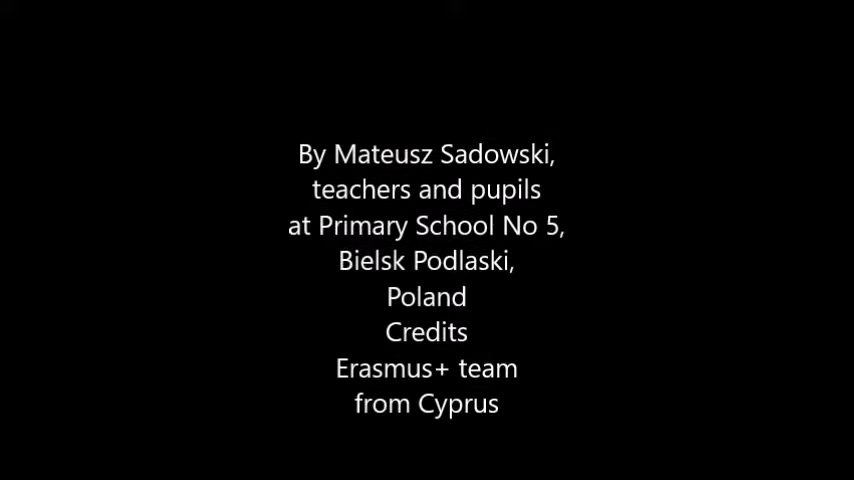 By Mateusz Sadowski,
teachers and pupils
at Primary School No 5,
Bielsk Podlaski,
Poland
Credits
Erasmus+ team
from Cyprus